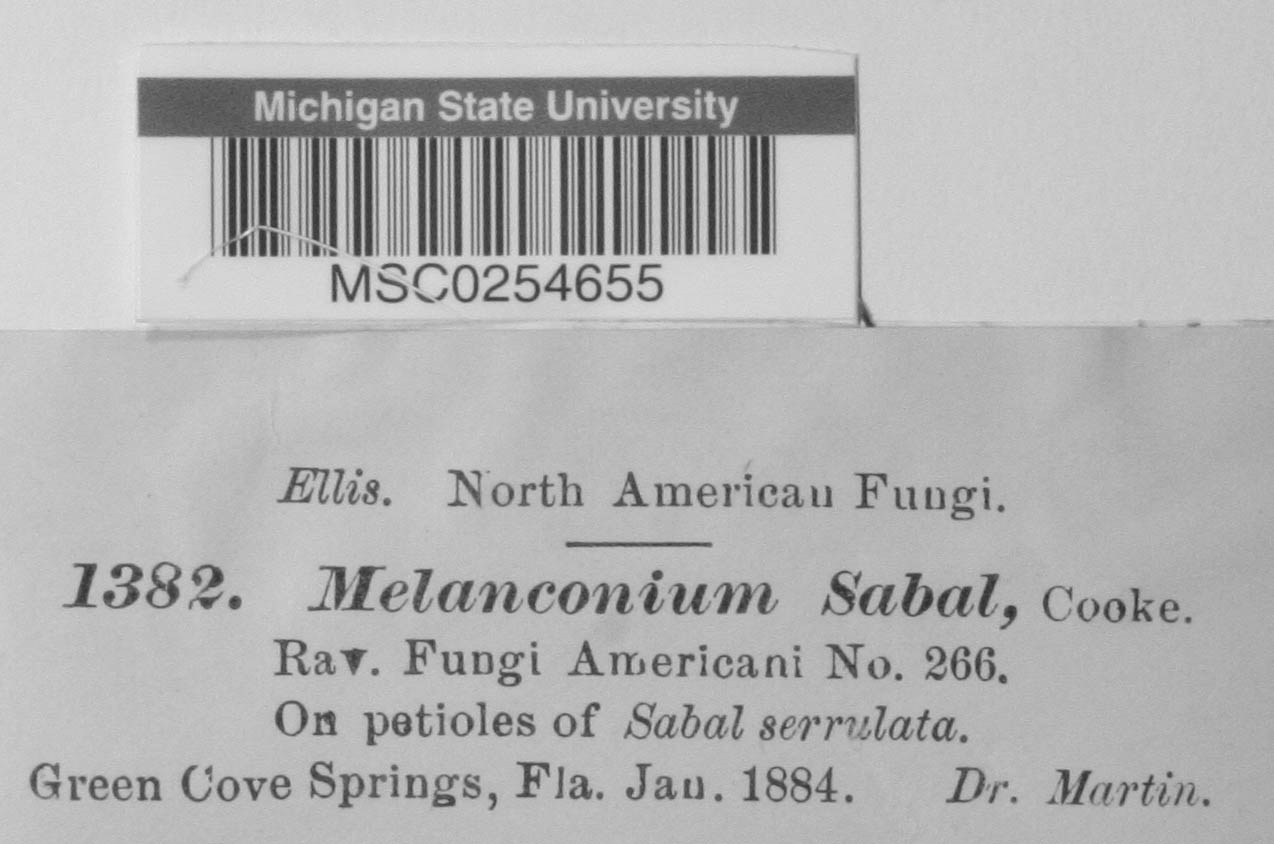 Michigan State University
MSC0254655
Ellis. North American Fungi.
1382. Melanconium Sabal, Cooke.
Rav. Fungi Americani No. 266.
On petioles of Sabal serrulata.
Green Cove Springs, Fla. Jan. 1884. Dr. Martin.